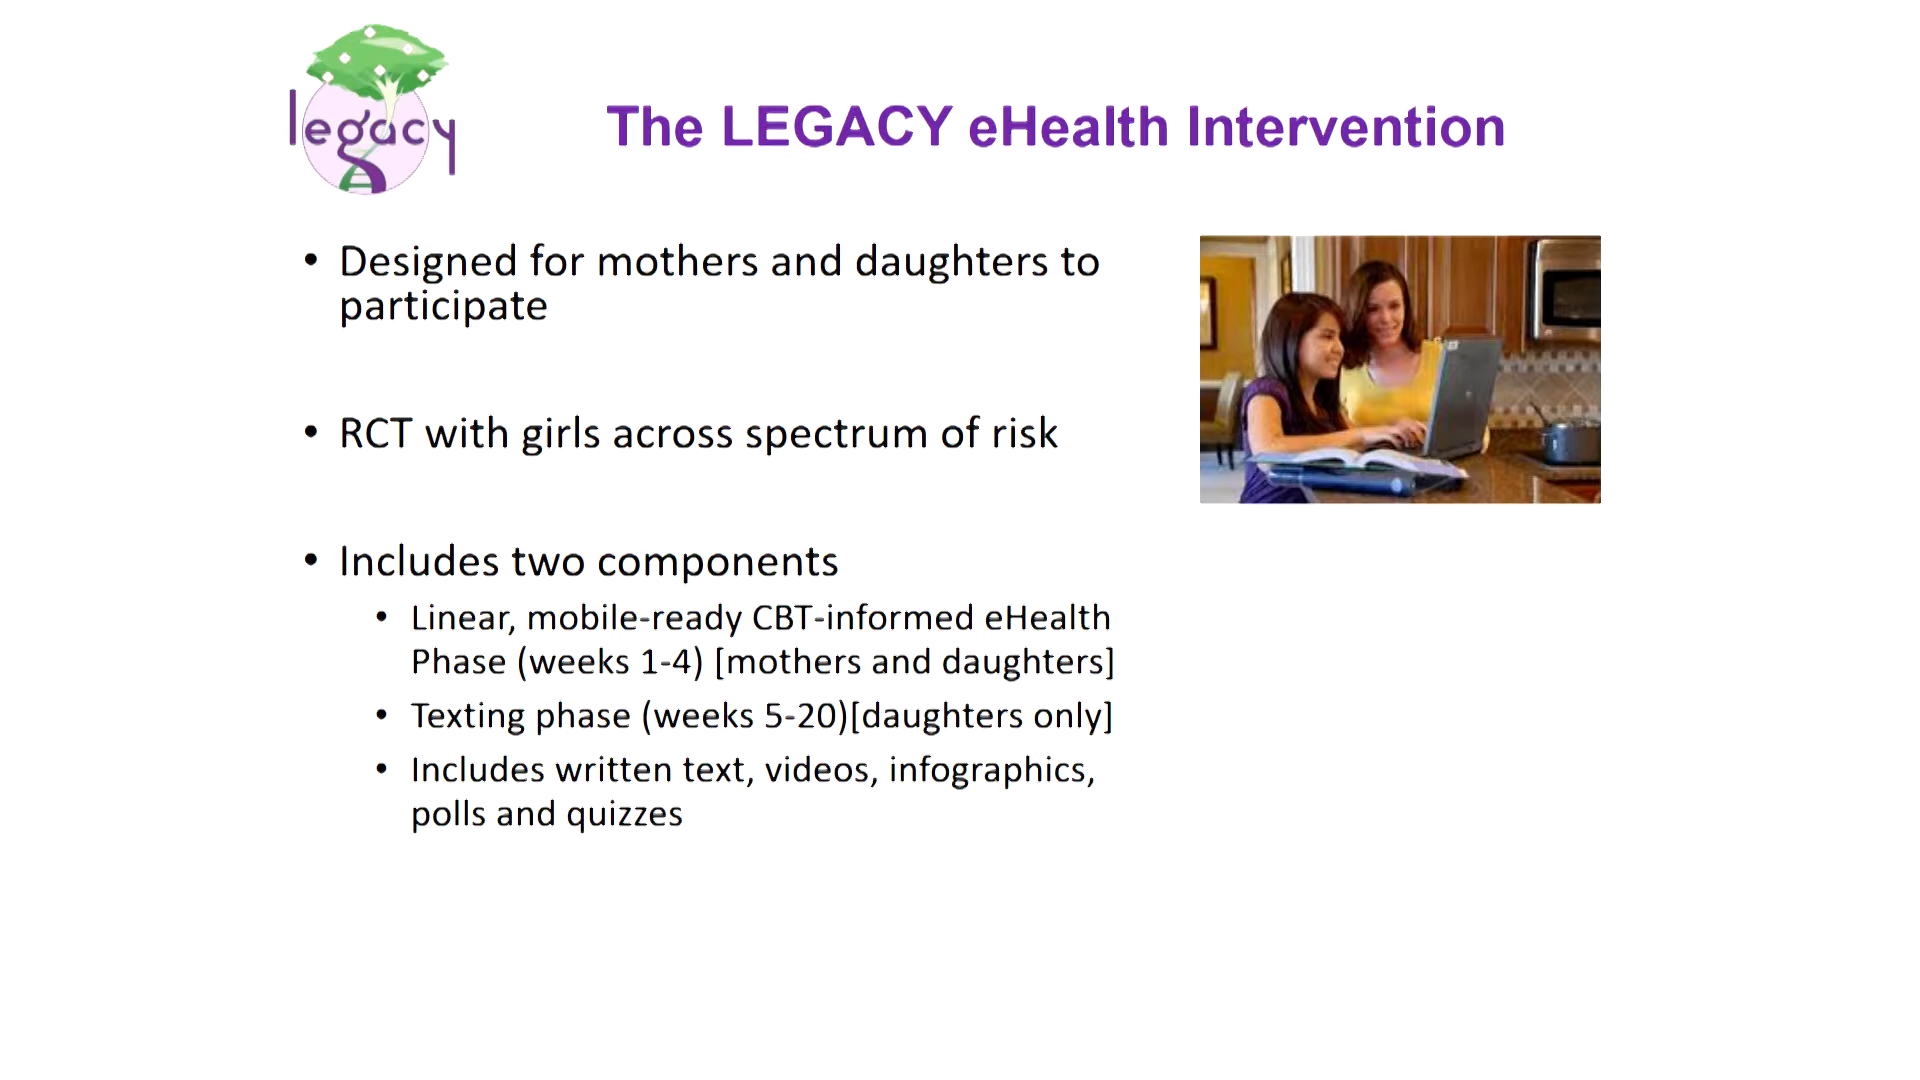 legacy
The LEGACY eHealth Intervention
• Designed for mothers and daughters to
participate
• RCT with girls across spectrum of risk
• Includes two components
• Linear, mobile-ready CBT-informed eHealth
Phase (weeks 1-4) [mothers and daughters]
• Texting phase (weeks 5-20)[daughters only]
• Includes written text, videos, infographics,
polls and quizzes